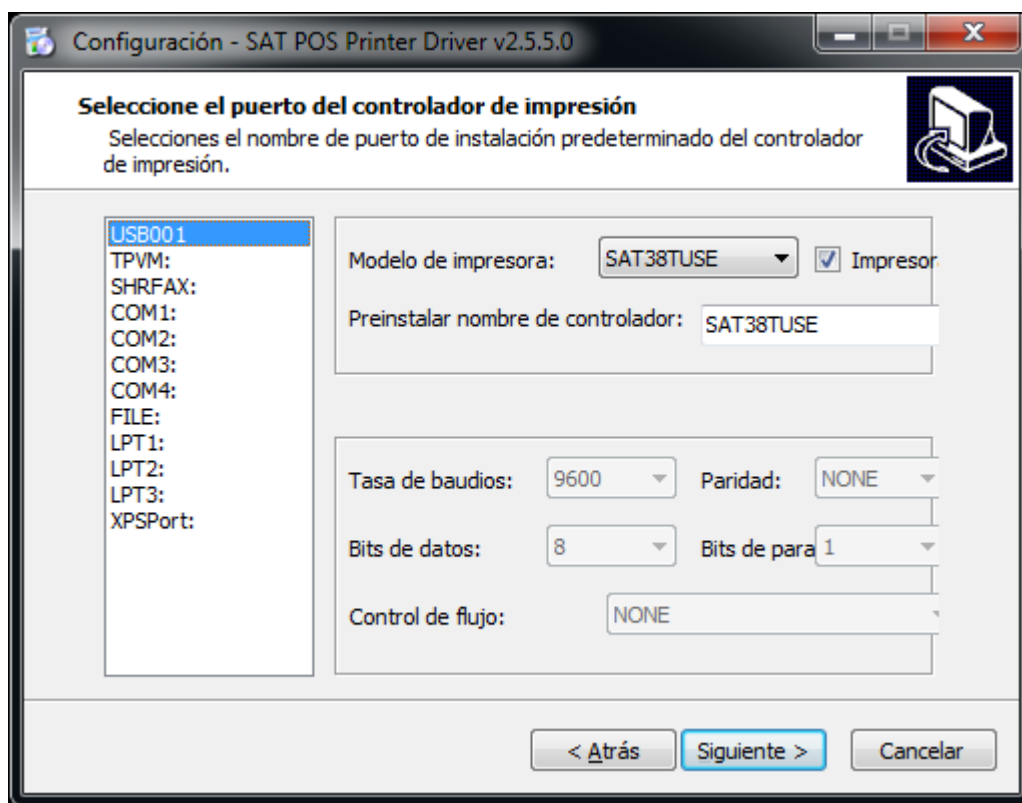 Configuración - SAT POS Printer Driver v2.5.5.0
Seleccione el puerto del controlador de impresión
Selecciones el nombre de puerto de instalación predeterminado del controlador
de impresión.
USB001
TPVM:
SHRFAX:
COM1:
COM2:
COM3:
COM4:
FILE:
LPT1:
LPT2:
LPT3:
XPSPort:
Modelo de impresora: SAT38TUSE Impresor
Preinstalar nombre de controlador: SAT38TUSE
Tasa de baudios: 9600 Paridad: NONE
Bits de datos: 8 Bits de para 1
Control de flujo: NONE
< Atrás Siguiente > Cancelar